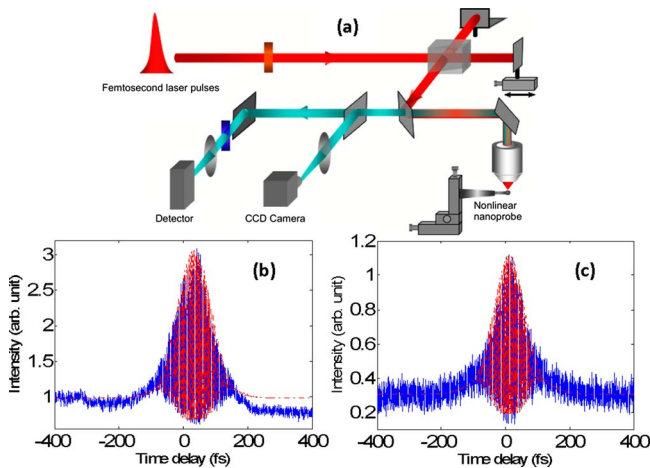 (a)
Femtosecond laser pulses
Detector
CCD Camera
Nonlinear
nanoprobe
(b)
Intensity (arb. unit)
3
2.5
2
1.5
1
-400 -200 0 200 400
Time delay (fs)
(c)
Intensity (arb. unit)
1.2
1
0.8
0.6
0.4
0.2
-400 -200 0 200 400
Time delay (fs)